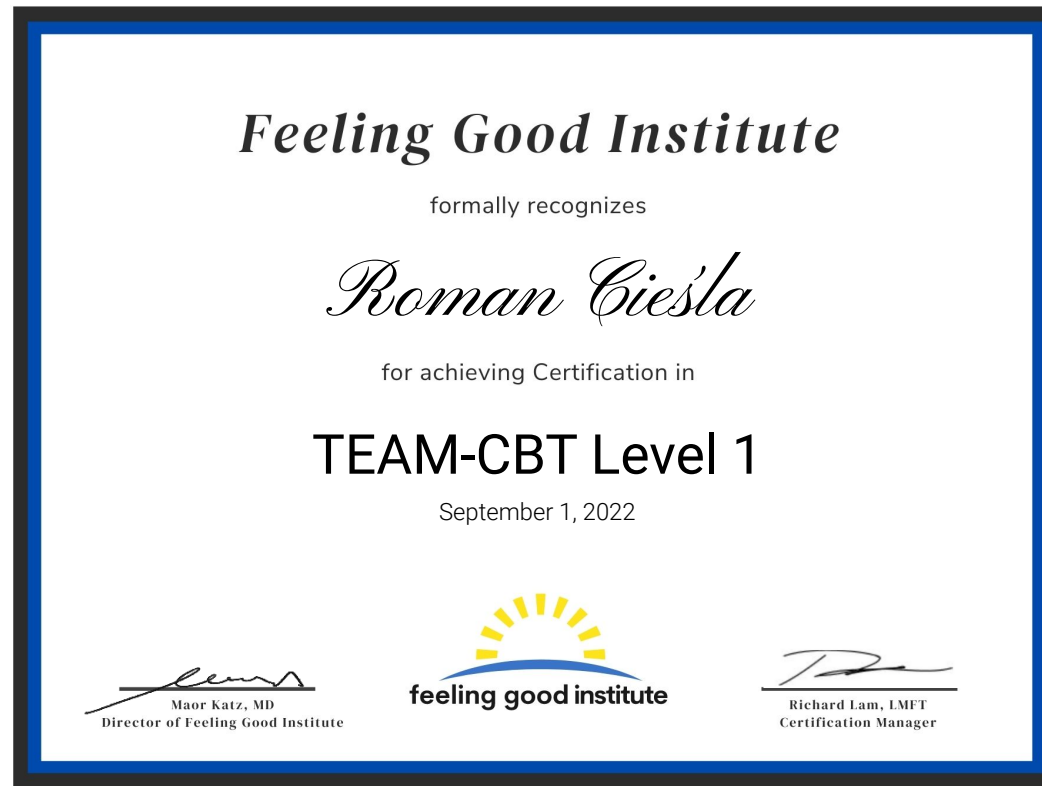 Feeling Good Institute
formally recognizes
Roman Cieśla
for achieving Certification in
TEAM-CBT Level 1
September 1, 2022
feeling good institute
Maor Katz, MD
Director of Feeling Good Institute
Richard Lam, LMFT
Certification Manager